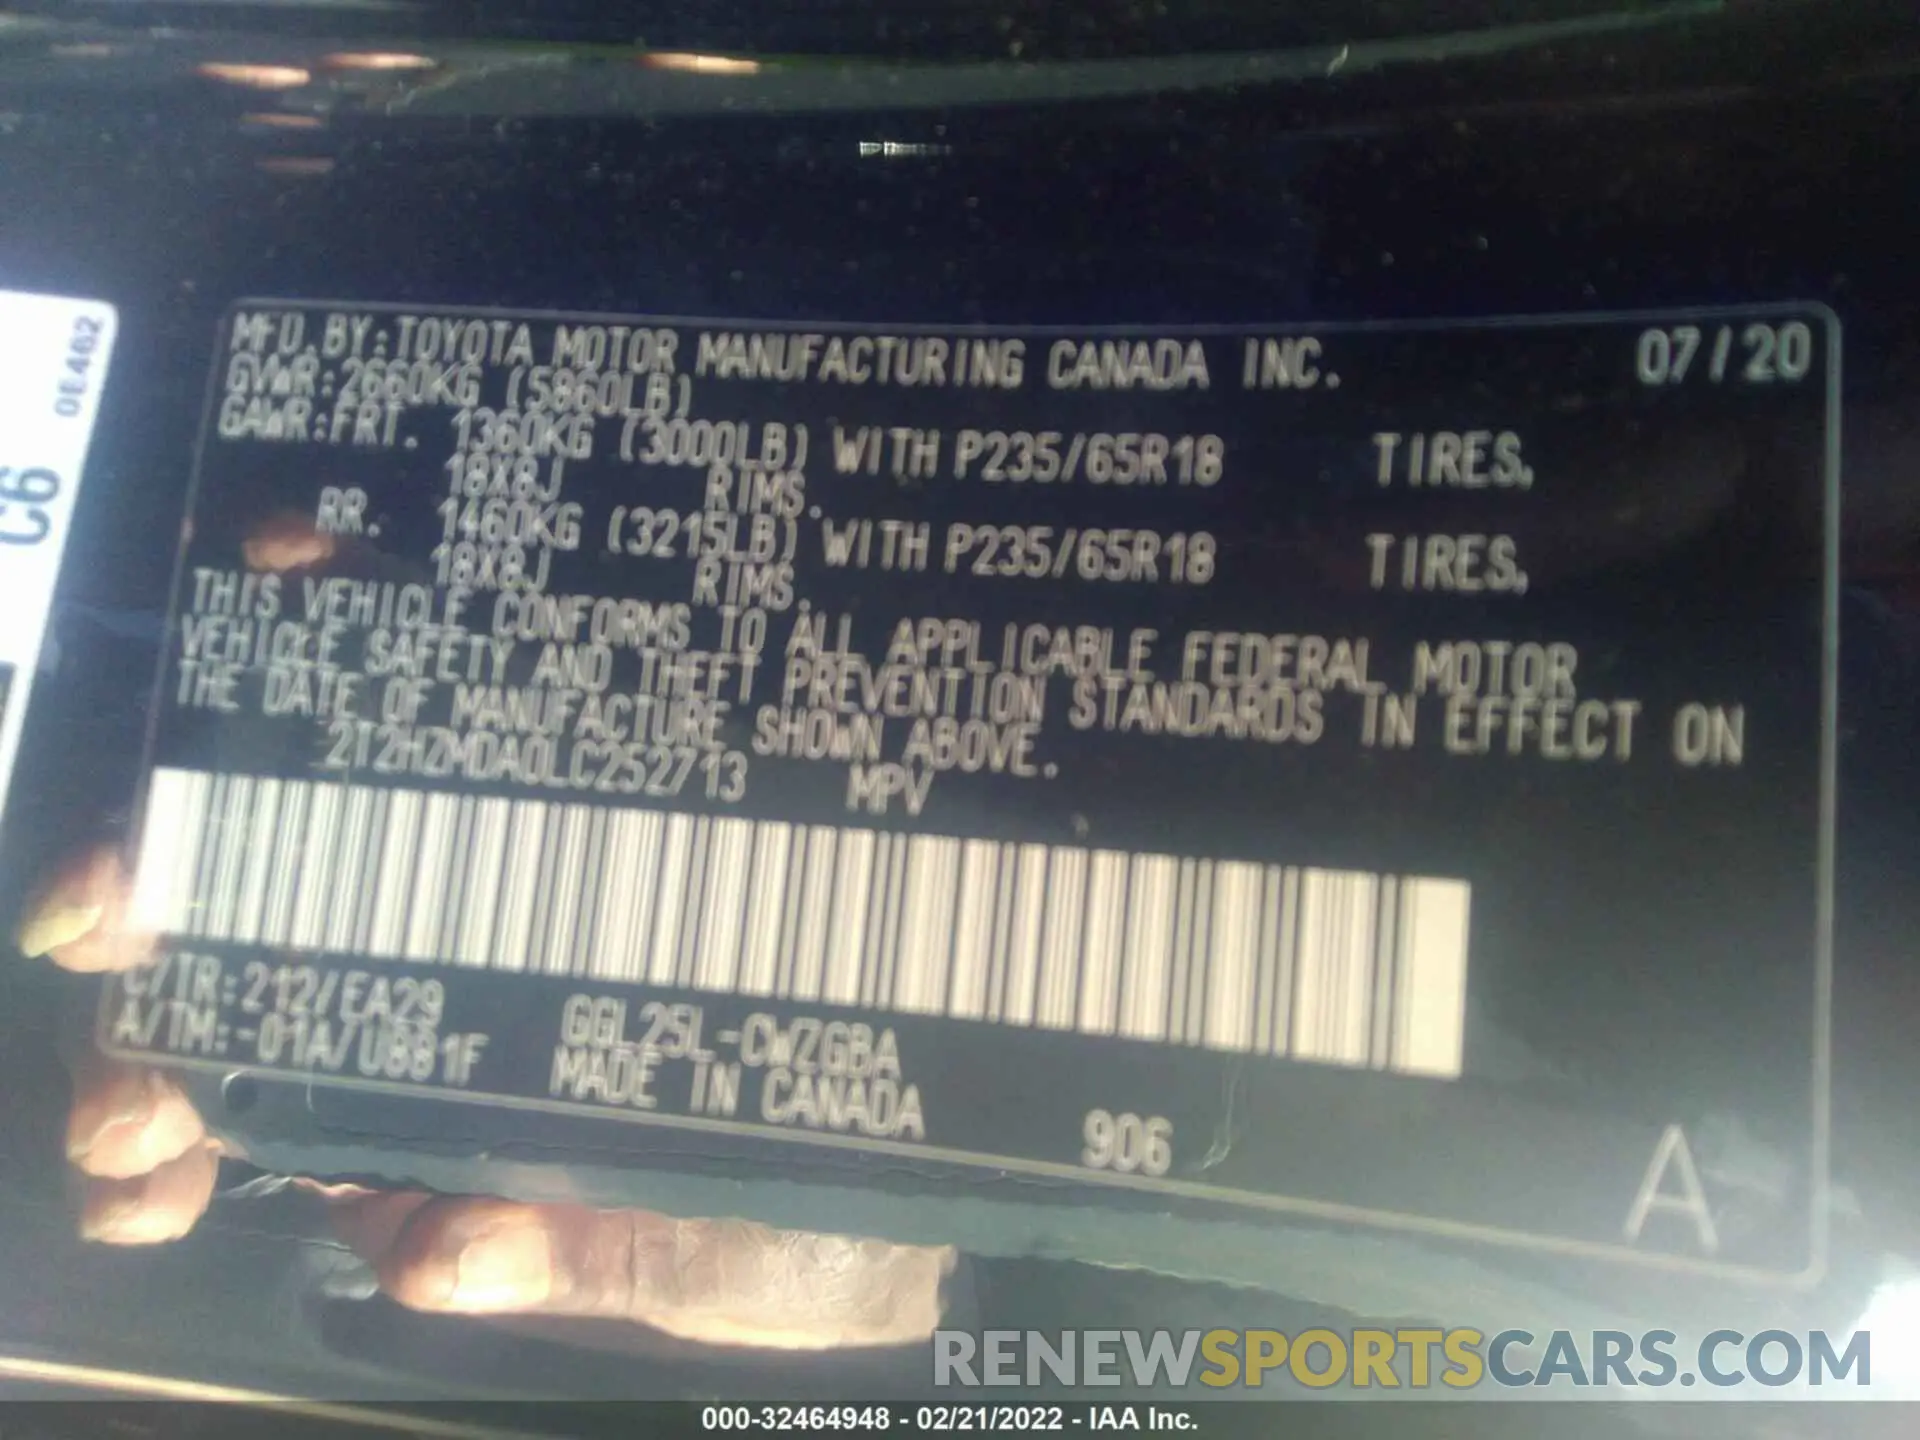 0E462
C6
MFD.BY:TOYOTA MOTOR MANUFACTURING CANADA INC. 07/20
GVWR:2660KG (5860LB)
GAWR:FRT. 1360KG (3000LB) WITH P235/65R18 TIRES,
18X8J RIMS.
RR. 1460KG (3215LB) WITH P235/65R18 TIRES,
18X8J RIMS.
THIS VEHICLE CONFORMS TO ALL APPLICABLE FEDERAL MOTOR
VEHICLE SAFETY AND THEFT PREVENTION STANDARDS IN EFFECT ON
THE DATE OF MANUFACTURE SHOWN ABOVE.
2T2HZMDA0LC252713 MPV
C/TR:212/EA29 GGL25L-CWZGBA
A/TM:-01A/U881F MADE IN CANADA
906
A
RENEWSPORTSCARS.COM
000-32464948 - 02/21/2022 - IAA Inc.